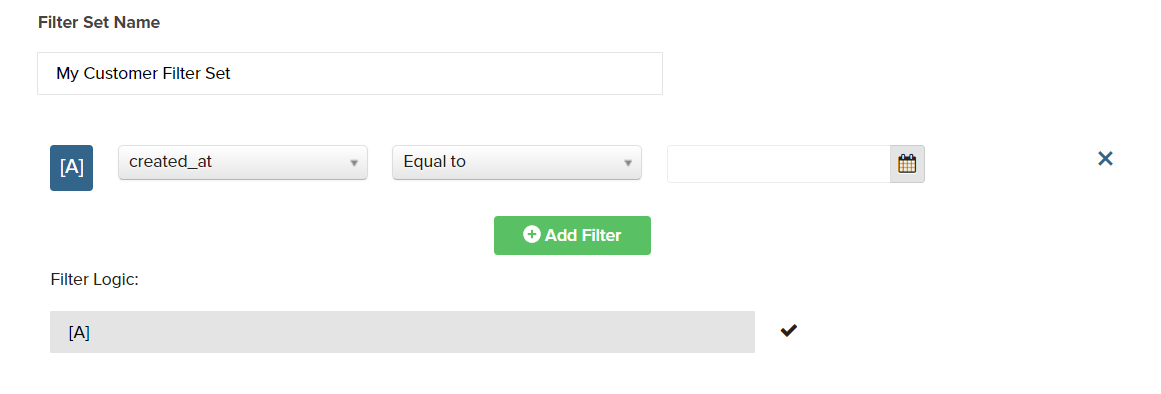 Filter Set Name
My Customer Filter Set
[A] created_at Equal to
Add Filter
Filter Logic:
[A]